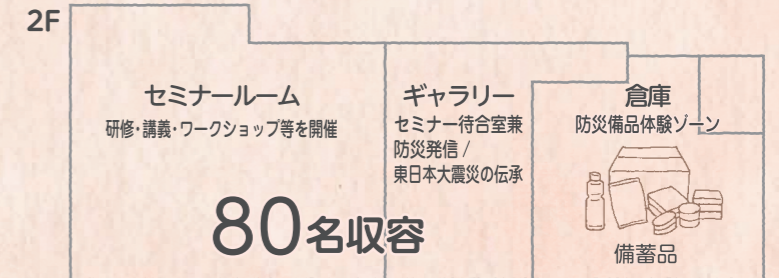 2F
セミナールーム
研修・講義・ワークショップ等を開催
80名収容
ギャラリー
セミナー待合室兼
防災発信 /
東日本大震災の伝承
倉庫
防災備品体験ゾーン
備蓄品